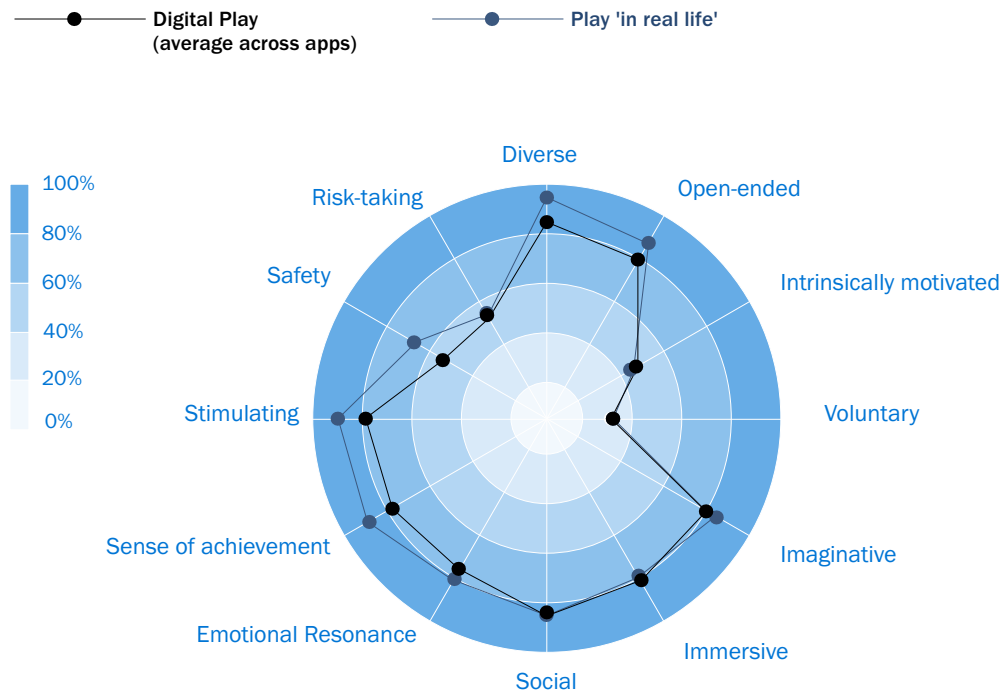 Digital Play
(average across apps)
Play 'in real life'
Diverse
Open-ended
Risk-taking
100%
80%
60%
40%
20%
0%
Safety
Intrinsically motivated
Stimulating
Voluntary
Sense of achievement
Imaginative
Emotional Resonance
Immersive
Social